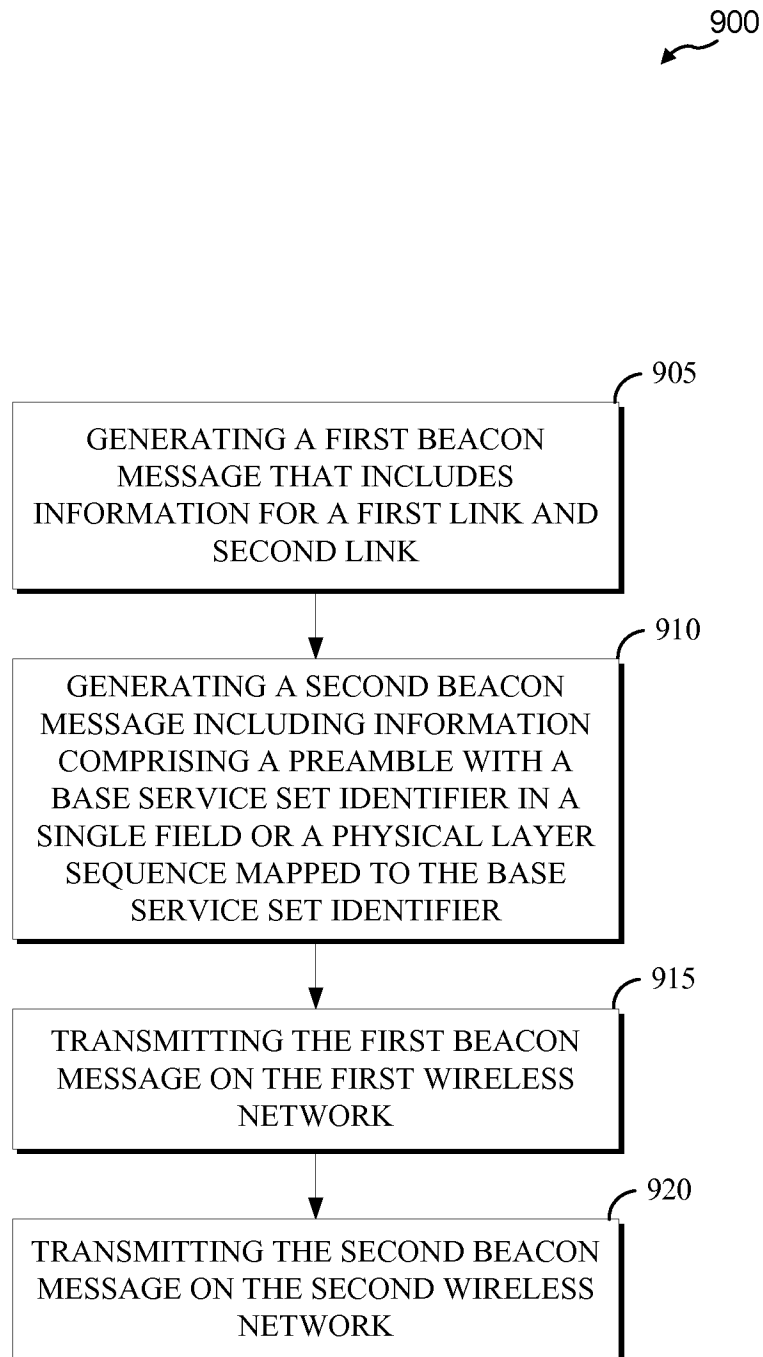 900
905
GENERATING A FIRST BEACON
MESSAGE THAT INCLUDES
INFORMATION FOR A FIRST LINK AND
SECOND LINK
910
GENERATING A SECOND BEACON
MESSAGE INCLUDING INFORMATION
COMPRISING A PREAMBLE WITH A
BASE SERVICE SET IDENTIFIER IN A
SINGLE FIELD OR A PHYSICAL LAYER
SEQUENCE MAPPED TO THE BASE
SERVICE SET IDENTIFIER
915
TRANSMITTING THE FIRST BEACON
MESSAGE ON THE FIRST WIRELESS
NETWORK
920
TRANSMITTING THE SECOND BEACON
MESSAGE ON THE SECOND WIRELESS
NETWORK